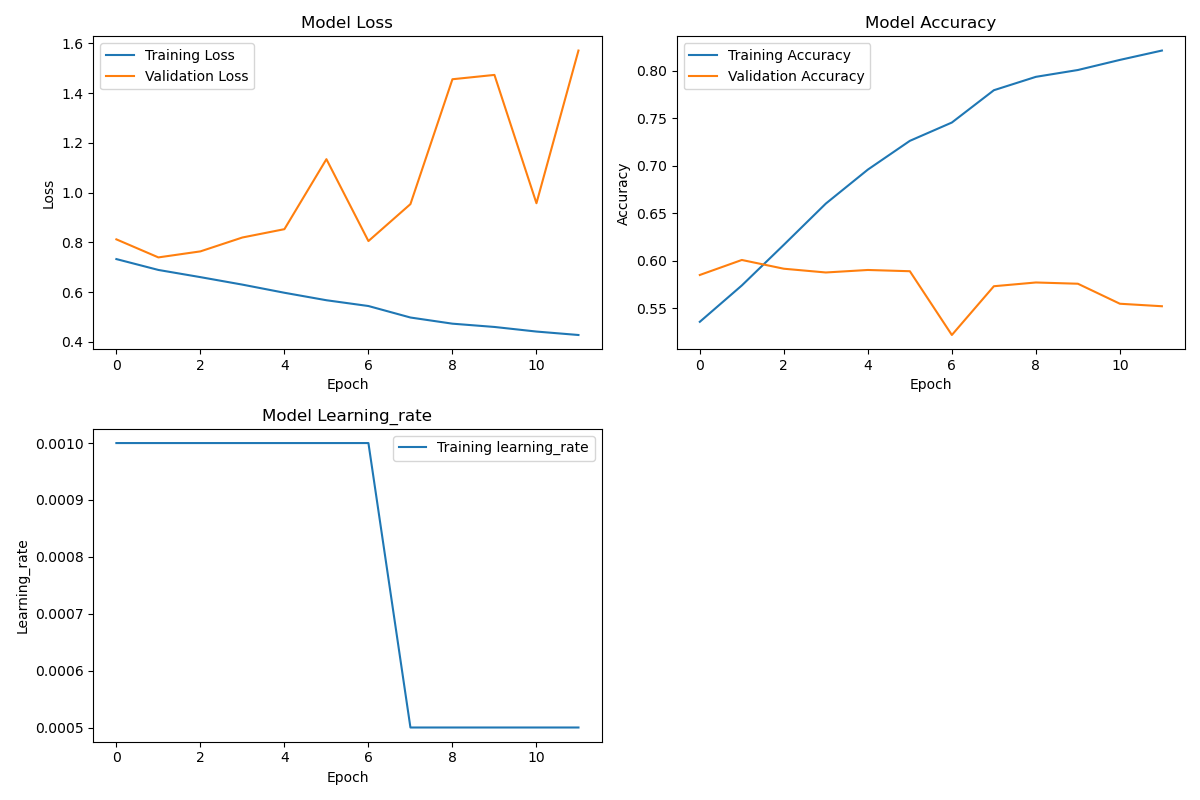 Model Loss
Training Loss
Validation Loss
1.6
1.4
1.2
1.0
0.8
0.6
0.4
Loss
0 2 4 6 8 10
Epoch
Model Accuracy
Training Accuracy
Validation Accuracy
0.80
0.75
0.70
0.65
0.60
0.55
Accuracy
0 2 4 6 8 10
Epoch
Model Learning_rate
Training learning_rate
0.0010
0.0009
0.0008
0.0007
0.0006
0.0005
Learning_rate
0 2 4 6 8 10
Epoch